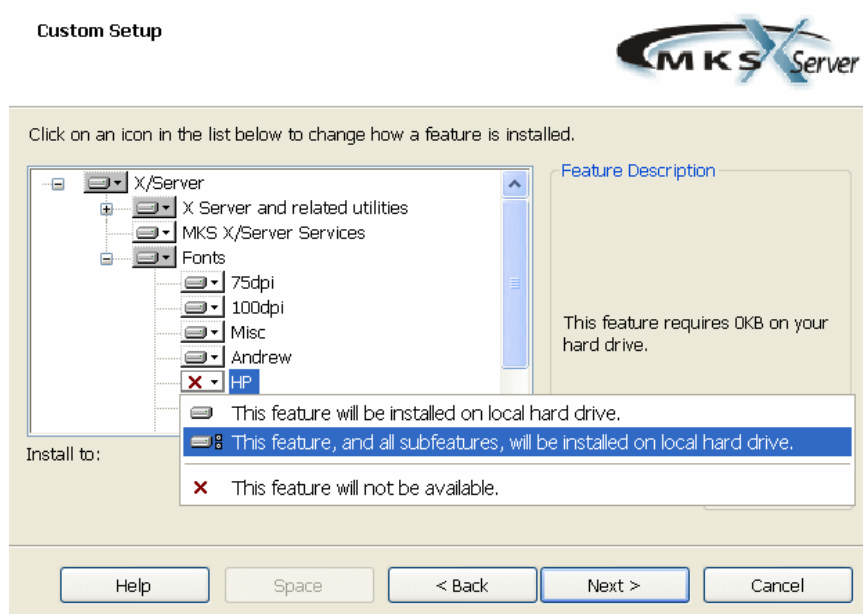 Custom Setup
MKS X Server
Click on an icon in the list below to change how a feature is installed.
X/Server
X Server and related utilities
MKS X/Server Services
Fonts
75dpi
100dpi
Misc
Andrew
HP
Feature Description
This feature requires 0KB on your
hard drive.
This feature will be installed on local hard drive.
This feature, and all subfeatures, will be installed on local hard drive.
This feature will not be available.
Install to:
Help
Space
< Back
Next >
Cancel